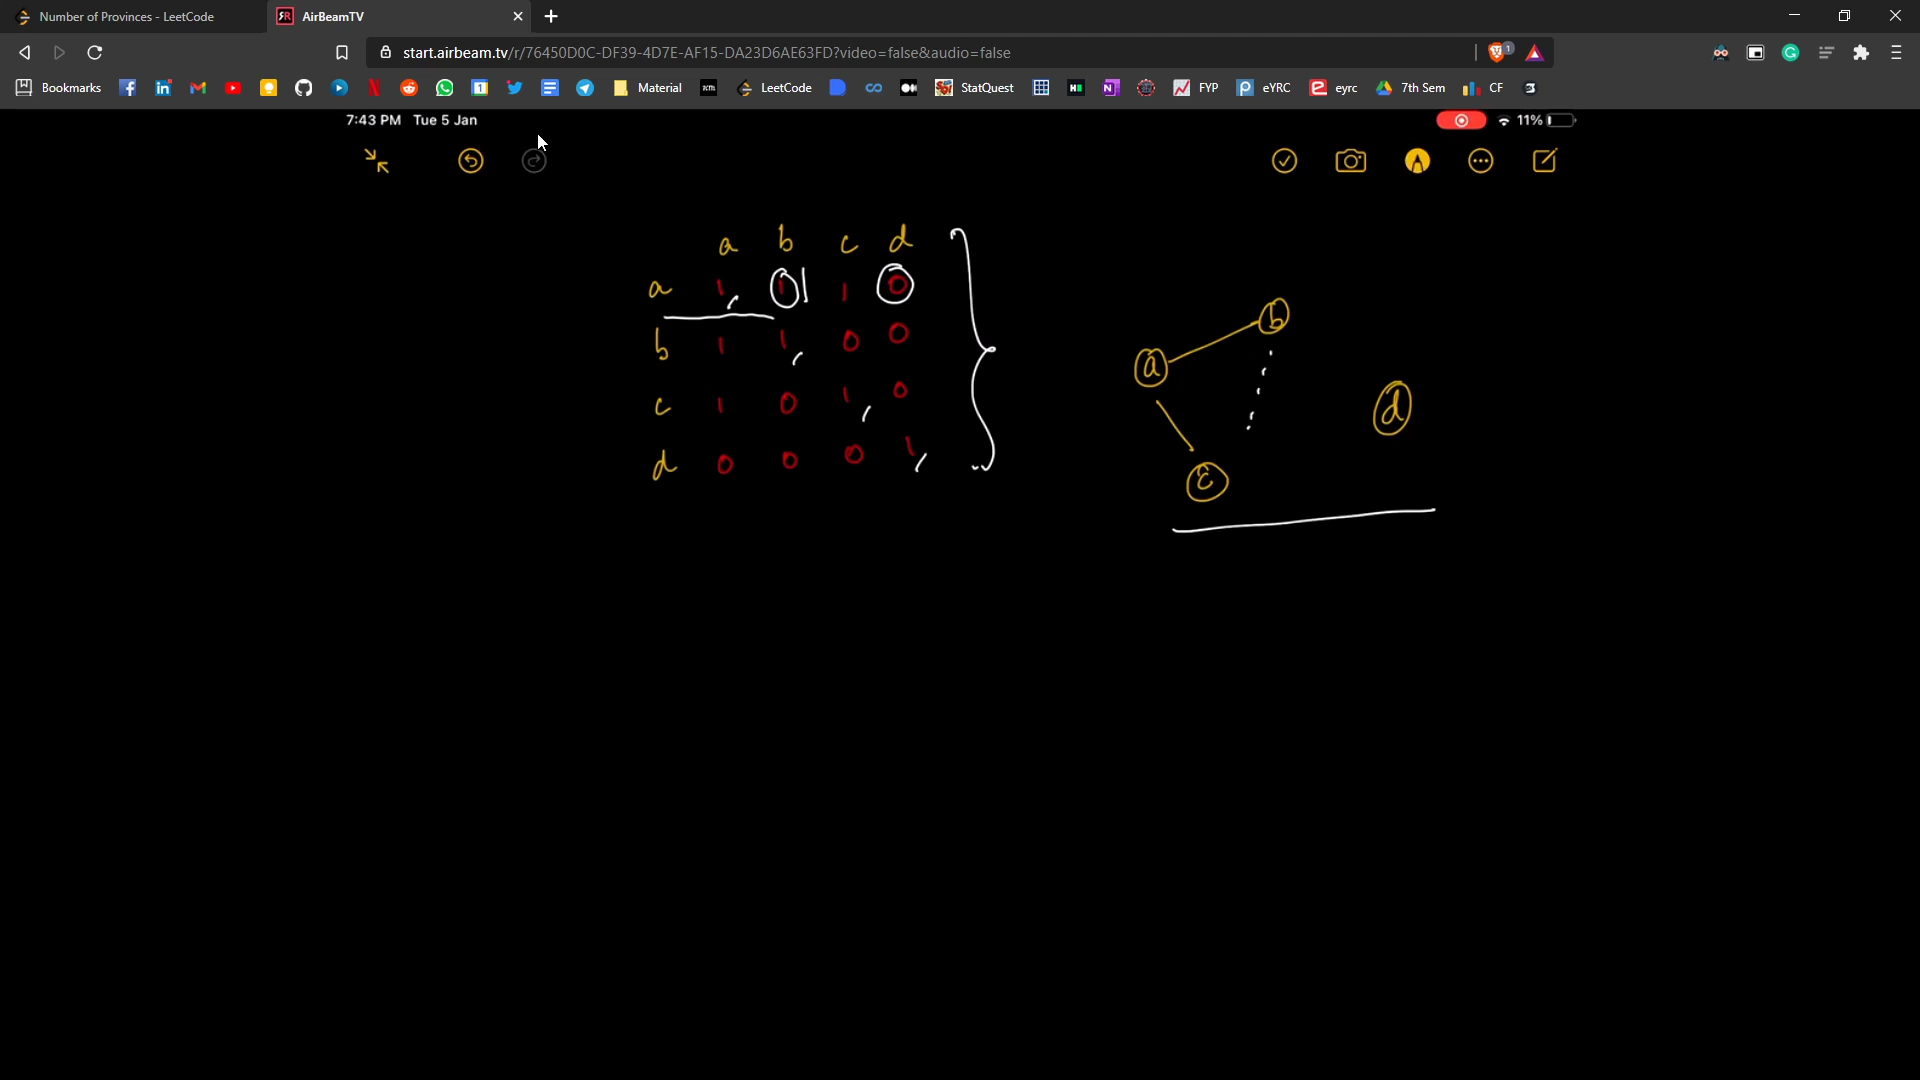 Number of Provinces - LeetCode
AirBeamTV
start.airbeam.tv/r/76450D0C-DF39-4D7E-AF15-DA23D6AE63FD?video=false&audio=false
1
Bookmarks
Material
LeetCode
StatQuest
FYP
eYRC
eyrc
7th Sem
CF
7:43 PM Tue 5 Jan
11%
a b c d
a 1, 1 1 0
b 1 1, 0 0
c 1 0 1, 0
d 0 0 0 1,
b
a
d
c